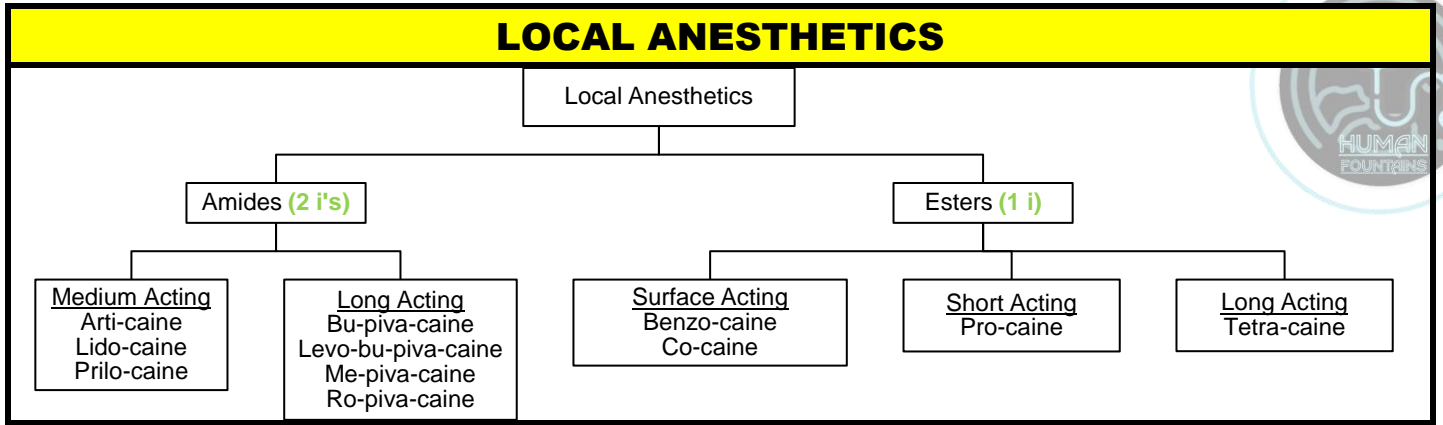 LOCAL ANESTHETICS
Local Anesthetics
HUMAN
FOUNTAINS
Amides (2 i's)
Esters (1 i)
Medium Acting
Arti-caine
Lido-caine
Prilo-caine
Long Acting
Bu-piva-caine
Levo-bu-piva-caine
Me-piva-caine
Ro-piva-caine
Surface Acting
Benzo-caine
Co-caine
Short Acting
Pro-caine
Long Acting
Tetra-caine